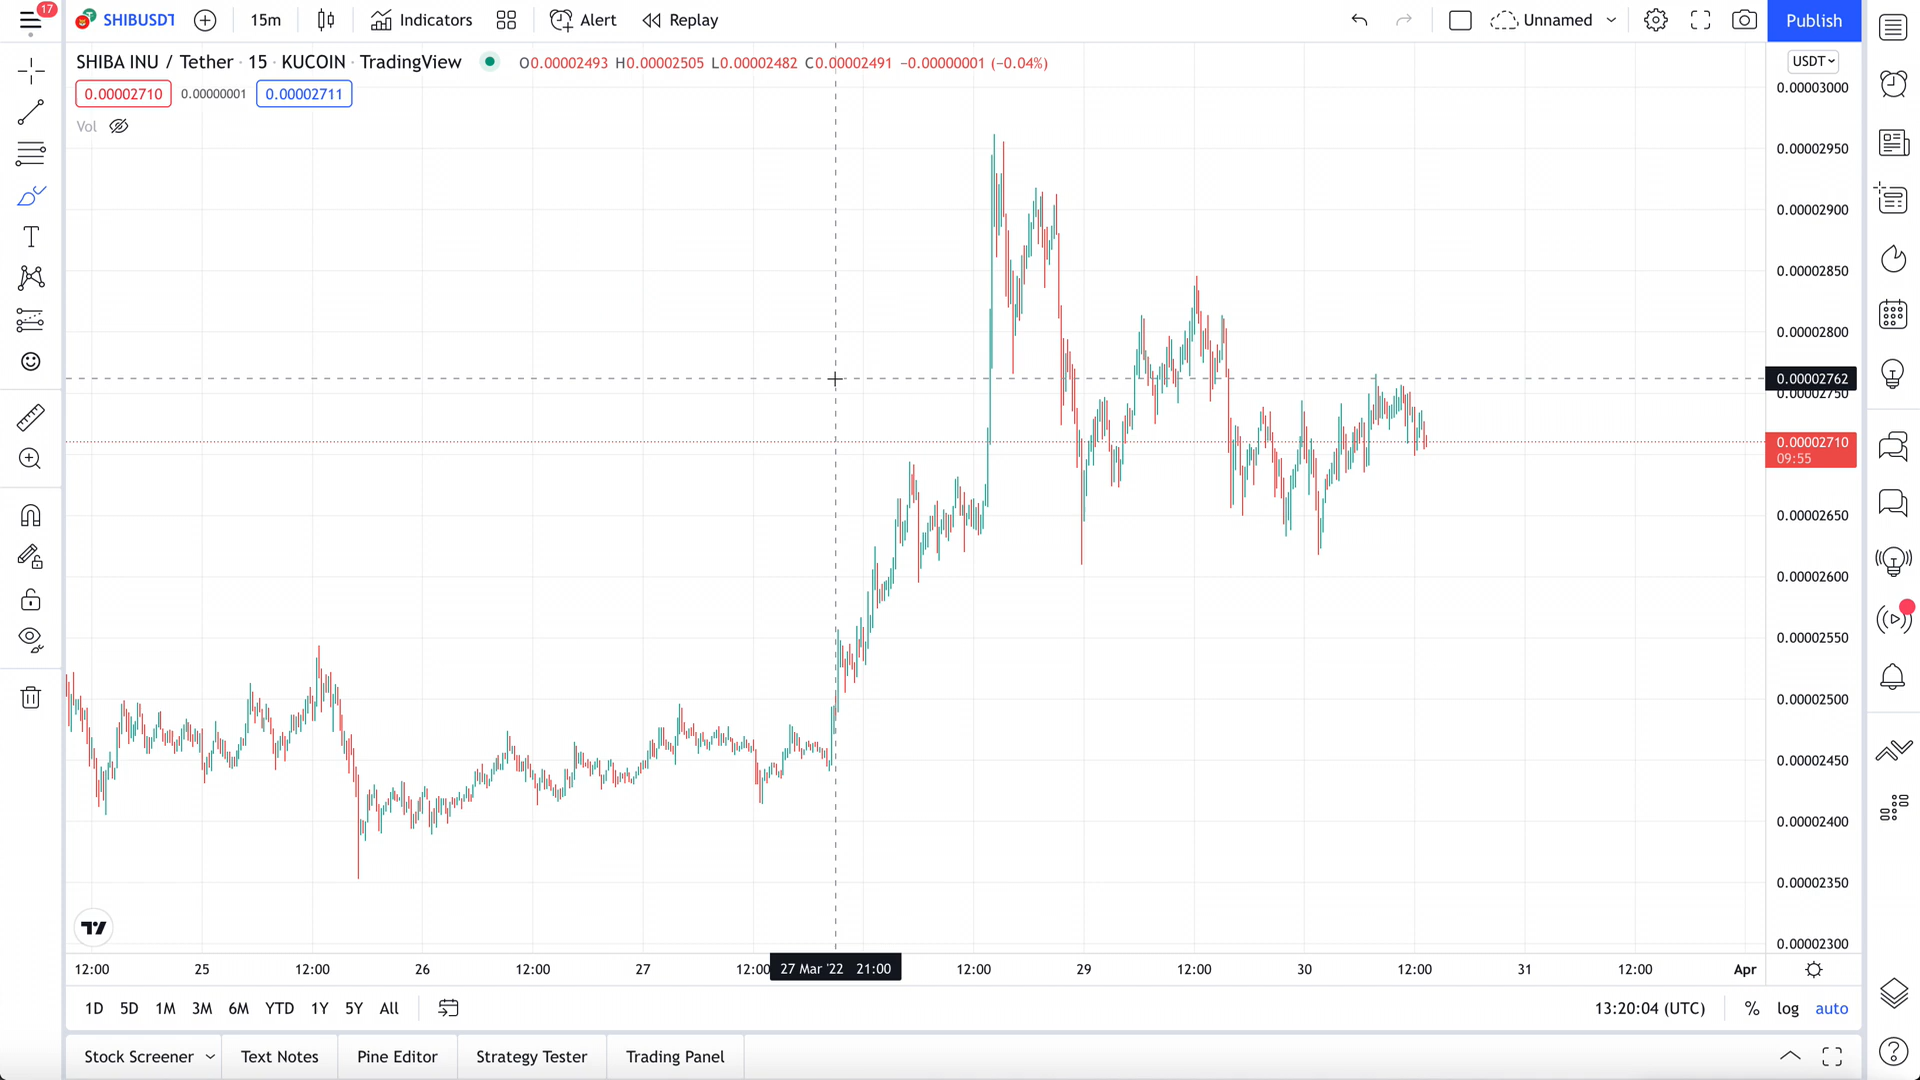 17
SHIBUSDT
15m
Indicators
Alert
Replay
Unnamed
Publish
SHIBA INU / Tether · 15 · KUCOIN · TradingView
O0.00002493 H0.00002505 L0.00002482 C0.00002491 −0.00000001 (−0.04%)
USDT
0.00002710
0.00000001
0.00002711
Vol
T
0.00003000
0.00002950
0.00002900
0.00002850
0.00002800
0.00002762
0.00002750
0.00002710
09:55
0.00002650
0.00002600
0.00002550
0.00002500
0.00002450
0.00002400
0.00002350
0.00002300
12:00 25 12:00 26 12:00 27 12:00 27 Mar '22 21:00 12:00 29 12:00 30 12:00 31 12:00 Apr
1D 5D 1M 3M 6M YTD 1Y 5Y All
13:20:04 (UTC) % log auto
Stock Screener Text Notes Pine Editor Strategy Tester Trading Panel